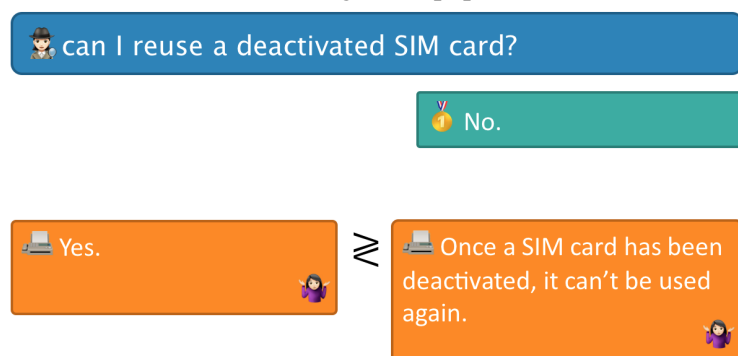 can I reuse a deactivated SIM card?
No.
Yes.
≷
Once a SIM card has been
deactivated, it can't be used
again.